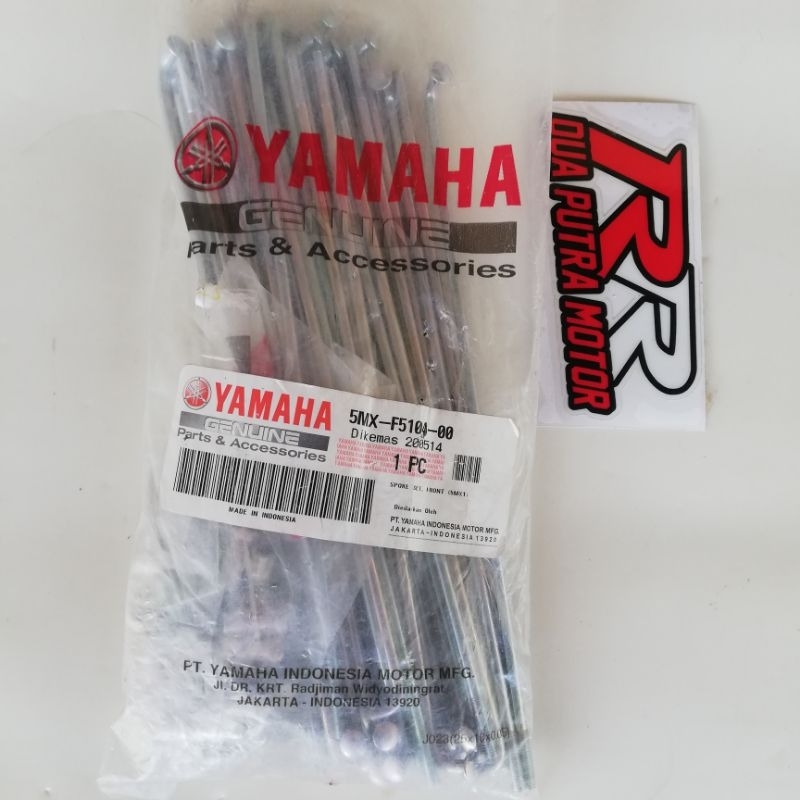 YAMAHA
GENUINE
Parts & Accessories
YAMAHA
GENUINE
Parts & Accessories
MADE IN INDONESIA
5MX-F5104-00
Dikemas 200514
1 PC
SPOKE SET, FRONT (5MX1)
PT. YAMAHA INDONESIA MOTOR MFG.
JAKARTA - INDONESIA 13920
PT. YAMAHA INDONESIA MOTOR MFG.
Jl. DR. KRT. Radjiman Widyodiningrat
JAKARTA - INDONESIA 13920
RR
DUA PUTRA MOTOR